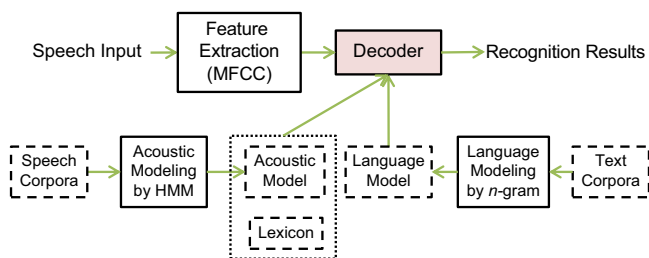 Speech Input
Feature
Extraction
(MFCC)
Decoder
Recognition Results
Speech
Corpora
Acoustic
Modeling
by HMM
Acoustic
Model
Lexicon
Language
Model
Language
Modeling
by n-gram
Text
Corpora